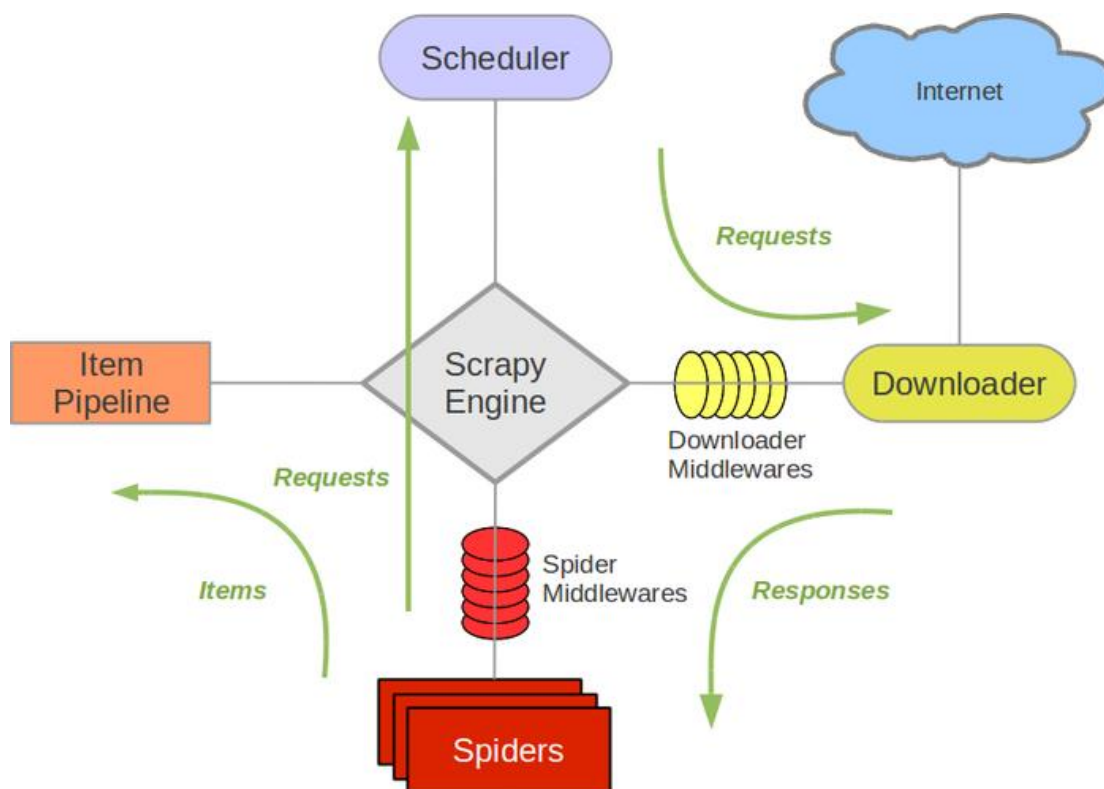 Scheduler
Internet
Requests
Item
Pipeline
Scrapy
Engine
Downloader
Downloader
Middlewares
Requests
Items
Spider
Middlewares
Responses
Spiders